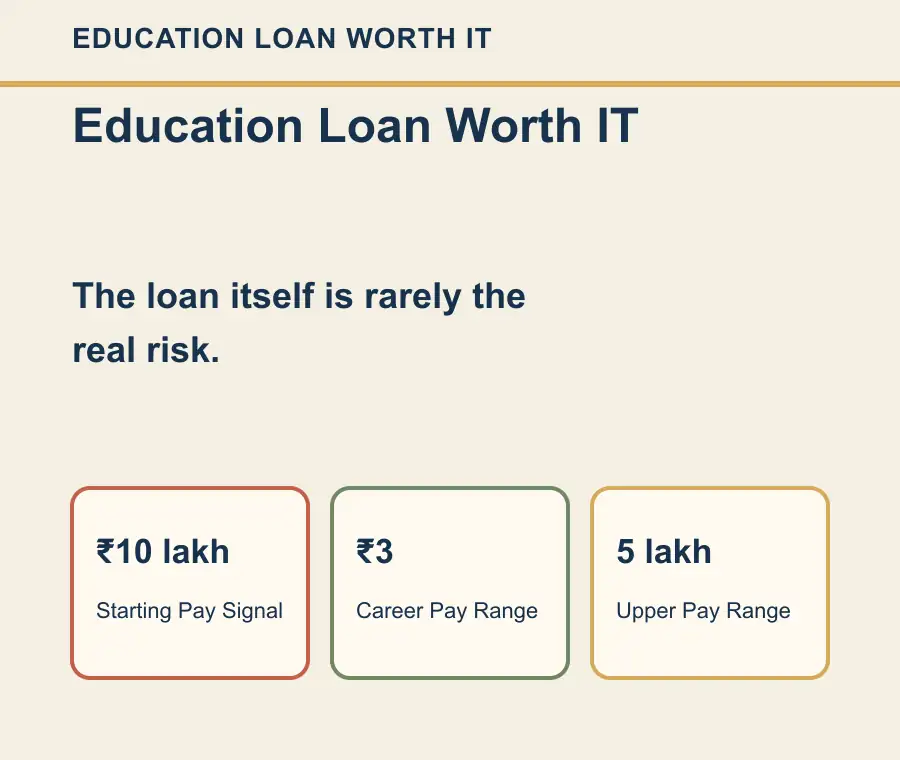 EDUCATION LOAN WORTH IT
Education Loan Worth IT
The loan itself is rarely the
real risk.
₹10 lakh
Starting Pay Signal
₹3
Career Pay Range
5 lakh
Upper Pay Range